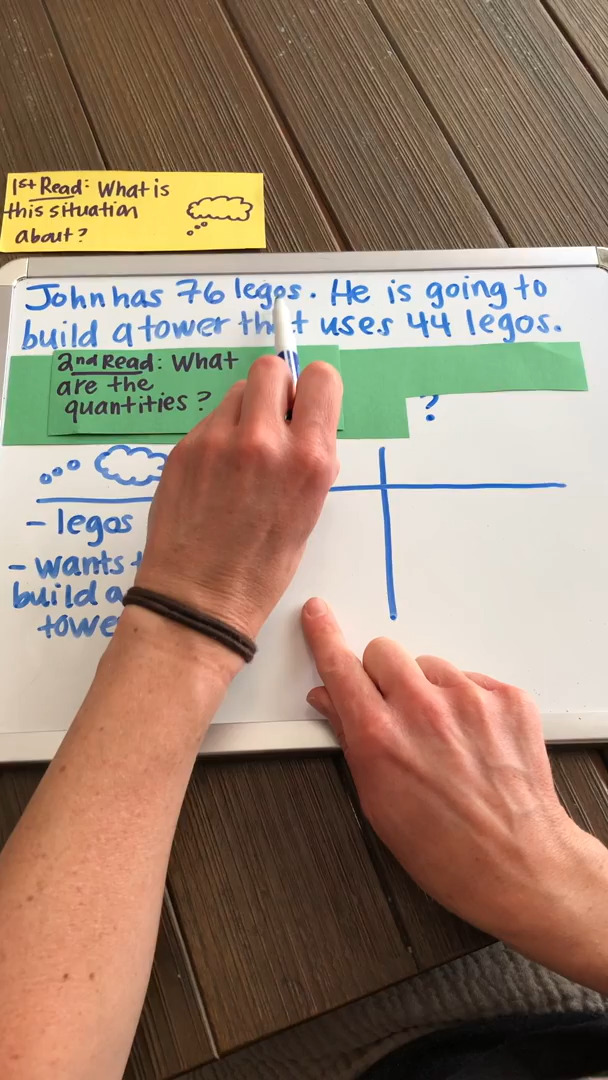 1st Read: What is
this situation
about?
John has 76 legos. He is going to
build a tower that uses 44 legos.
2nd Read: What
are the
quantities?
?
- legos
- wants
build a